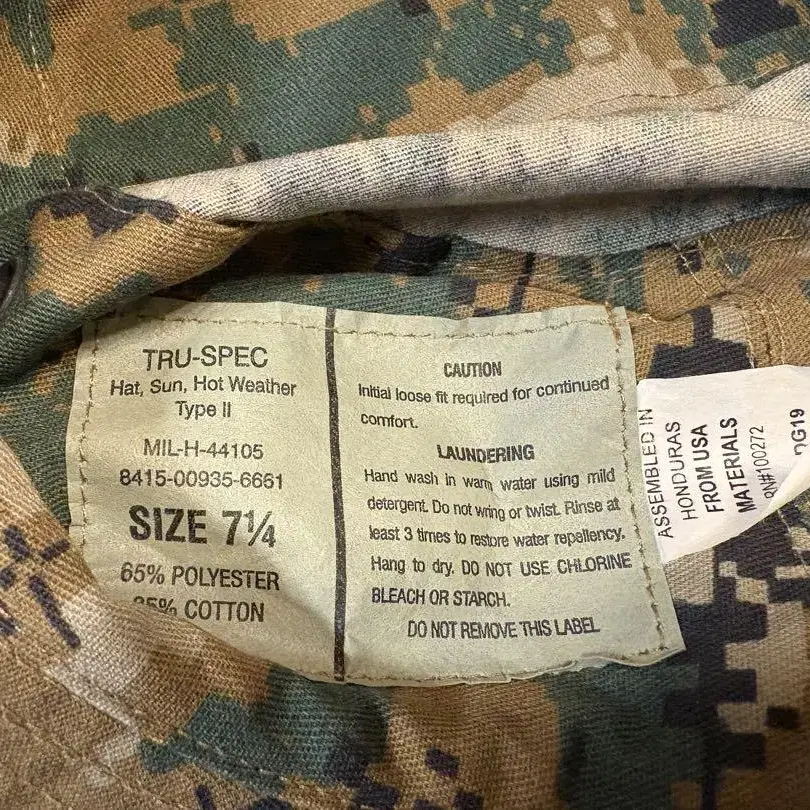 TRU-SPEC
Hat, Sun, Hot Weather
Type II
MIL-H-44105
8415-00935-6661
SIZE 7¼
65% POLYESTER
35% COTTON
CAUTION
Initial loose fit required for continued
comfort.
LAUNDERING
Hand wash in warm water using mild
detergent. Do not wring or twist. Rinse at
least 3 times to restore water repellency.
Hang to dry. DO NOT USE CHLORINE
BLEACH OR STARCH.
DO NOT REMOVE THIS LABEL
ASSEMBLED IN
HONDURAS
FROM USA
MATERIALS
RN#100272